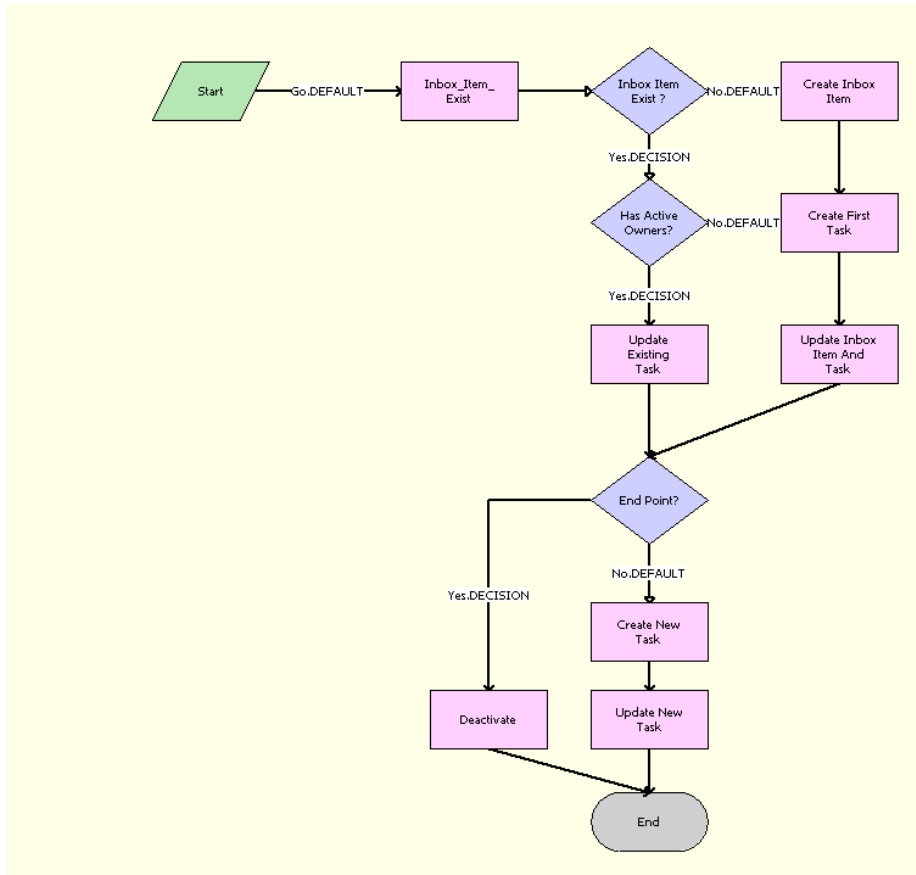 Start
Go.DEFAULT
Inbox_Item_
Exist
Inbox Item
Exist ?
No.DEFAULT
Create Inbox
Item
Yes.DECISION
Has Active
Owners?
No.DEFAULT
Create First
Task
Yes.DECISION
Update
Existing
Task
Update Inbox
Item And
Task
End Point?
No.DEFAULT
Yes.DECISION
Create New
Task
Deactivate
Update New
Task
End